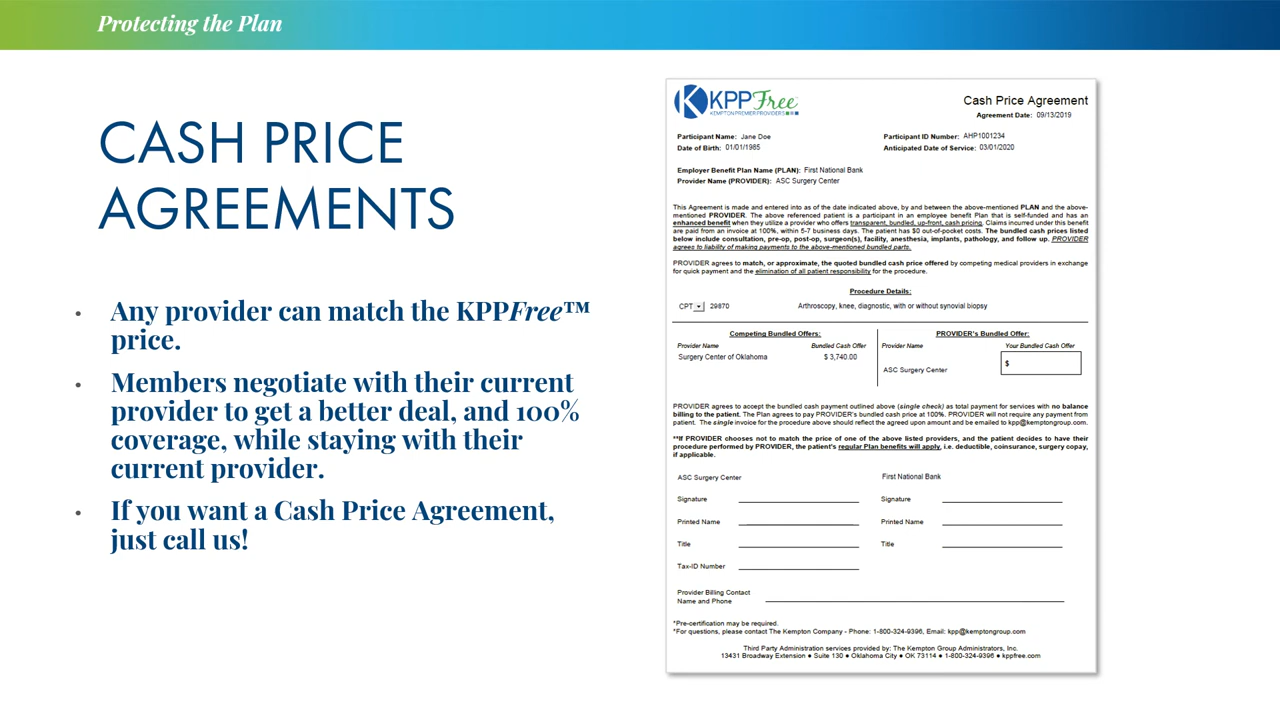 Protecting the Plan
CASH PRICE
AGREEMENTS
• Any provider can match the KPPFree™
price.
• Members negotiate with their current
provider to get a better deal, and 100%
coverage, while staying with their
current provider.
• If you want a Cash Price Agreement,
just call us!
KPPFree
KEMPTONPREMIERPROVIDERS
Cash Price Agreement
Agreement Date: 09/13/2019
Participant Name: Jane Doe
Participant ID Number: AHP1001234
Date of Birth: 01/01/1985
Anticipated Date of Service: 03/01/2020
Employer Benefit Plan Name (PLAN): First National Bank
Provider Name (PROVIDER): ASC Surgery Center
This Agreement is made and entered into as of the date indicated above, by and between the above-mentioned PLAN and the above-
mentioned PROVIDER. The above referenced patient is a participant in an employee benefit Plan that is self-funded and has an
enhanced benefit when they utilize a provider who offers transparent, bundled, up-front, cash pricing. Claims incurred under this benefit
are paid from an invoice at 100%, within 5-7 business days. The patient has $0 out-of-pocket costs. The bundled cash prices listed
below include consultation, pre-op, post-op, surgeon(s), facility, anesthesia, implants, pathology, and follow up. PROVIDER
agrees to liability of making payments to the above-mentioned bundled parts.
PROVIDER agrees to match, or approximate, the quoted bundled cash price offered by competing medical providers in exchange
for quick payment and the elimination of all patient responsibility for the procedure.
Procedure Details:
CPT 29870 Arthroscopy, knee, diagnostic, with or without synovial biopsy
Competing Bundled Offers:
Provider Name Bundled Cash Offer
Surgery Center of Oklahoma $ 3,740.00
PROVIDER's Bundled Offer:
Provider Name Your Bundled Cash Offer
ASC Surgery Center $
PROVIDER agrees to accept the bundled cash payment outlined above (single check) as total payment for services with no balance
billing to the patient. The Plan agrees to pay PROVIDER's bundled cash price at 100%. PROVIDER will not require any payment from
patient. The single invoice for the procedure above should reflect the agreed upon amount and be emailed to kpp@kemptongroup.com.
**If PROVIDER chooses not to match the price of one of the above listed providers, and the patient decides to have their
procedure performed by PROVIDER, the patient's regular Plan benefits will apply, i.e. deductible, coinsurance, surgery copay,
if applicable.
ASC Surgery Center First National Bank
Signature Signature
Printed Name Printed Name
Title Title
Tax-ID Number
Provider Billing Contact
Name and Phone
*Pre-certification may be required.
*For questions, please contact The Kempton Company - Phone: 1-800-324-9396, Email: kpp@kemptongroup.com
Third Party Administration services provided by: The Kempton Group Administrators, Inc.
13431 Broadway Extension ● Suite 130 ● Oklahoma City ● OK 73114 ● 1-800-324-9396 ● kppfree.com